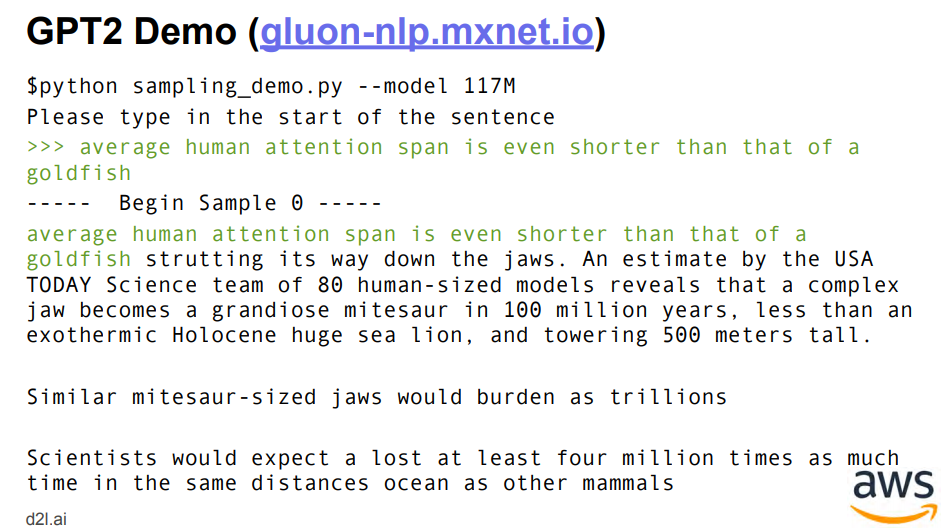 GPT2 Demo (gluon-nlp.mxnet.io)
$python sampling_demo.py --model 117M
Please type in the start of the sentence
>>> average human attention span is even shorter than that of a
goldfish
----- Begin Sample 0 -----
average human attention span is even shorter than that of a
goldfish strutting its way down the jaws. An estimate by the USA
TODAY Science team of 80 human-sized models reveals that a complex
jaw becomes a grandiose mitesaur in 100 million years, less than an
exothermic Holocene huge sea lion, and towering 500 meters tall.
Similar mitesaur-sized jaws would burden as trillions
Scientists would expect a lost at least four million times as much
time in the same distances ocean as other mammals
aws
d2l.ai